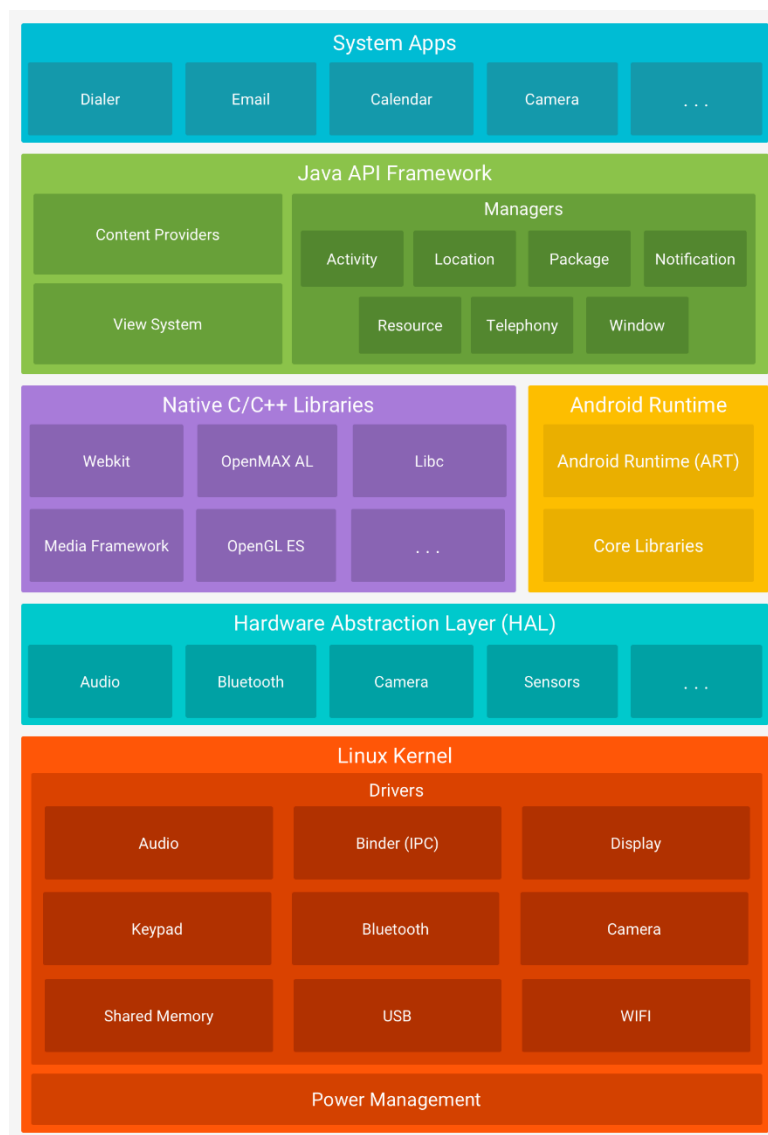 System Apps
Dialer
Email
Calendar
Camera
. . .
Java API Framework
Content Providers
View System
Managers
Activity
Location
Package
Notification
Resource
Telephony
Window
Native C/C++ Libraries
Webkit
OpenMAX AL
Libc
Media Framework
OpenGL ES
. . .
Android Runtime
Android Runtime (ART)
Core Libraries
Hardware Abstraction Layer (HAL)
Audio
Bluetooth
Camera
Sensors
. . .
Linux Kernel
Drivers
Audio
Binder (IPC)
Display
Keypad
Bluetooth
Camera
Shared Memory
USB
WIFI
Power Management